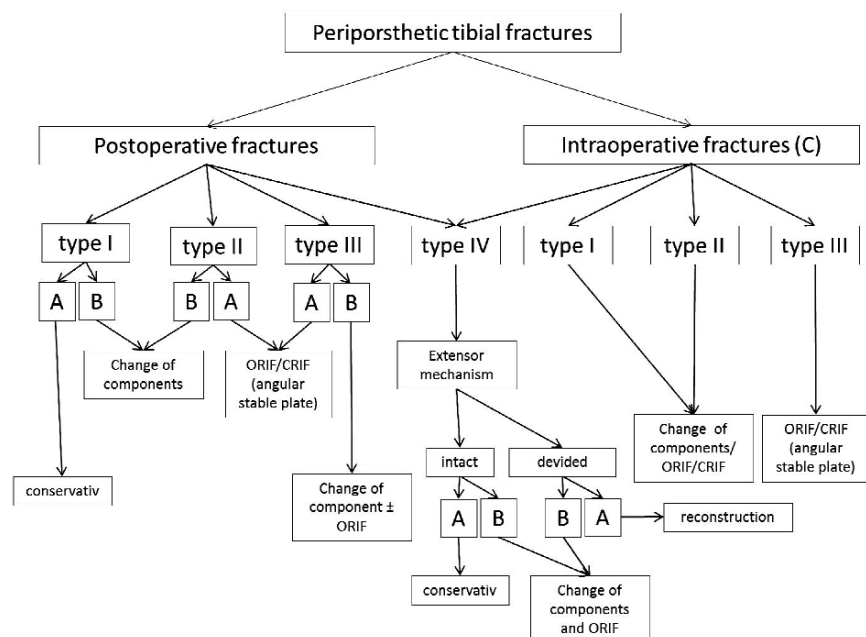 Periporsthetic tibial fractures
Postoperative fractures
Intraoperative fractures (C)
type I
type II
type III
type IV
type I
type II
type III
A
B
B
A
A
B
Change of
components
ORIF/CRIF
(angular
stable plate)
Extensor
mechanism
Change of
components/
ORIF/CRIF
ORIF/CRIF
(angular
stable plate)
intact
devided
conservativ
Change of
component ±
ORIF
A
B
B
A
reconstruction
conservativ
Change of
components
and ORIF